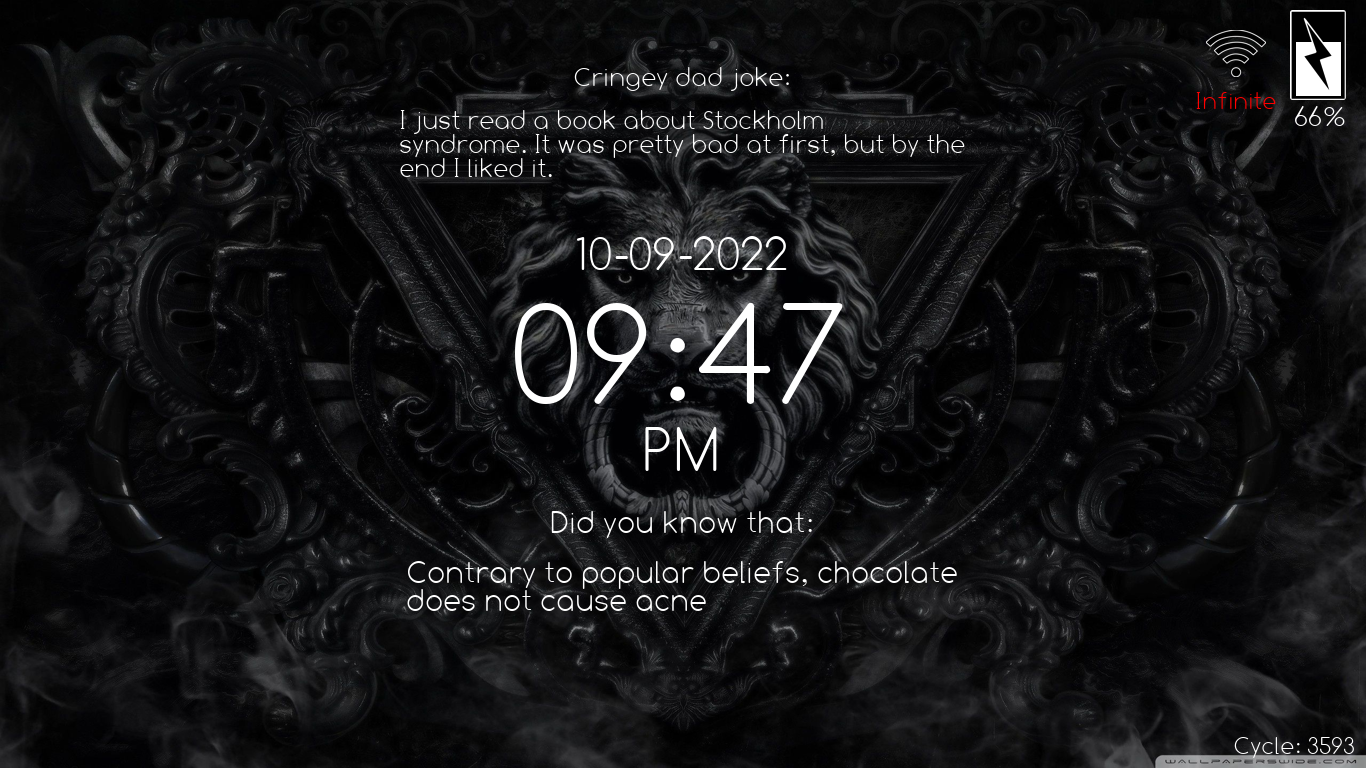 Cringey dad joke:
I just read a book about Stockholm
syndrome. It was pretty bad at first, but by the
end I liked it.
Infinite
66%
10-09-2022
09:47
PM
Did you know that:
Contrary to popular beliefs, chocolate
does not cause acne
Cycle: 3593
WALLPAPERSWIDE.COM